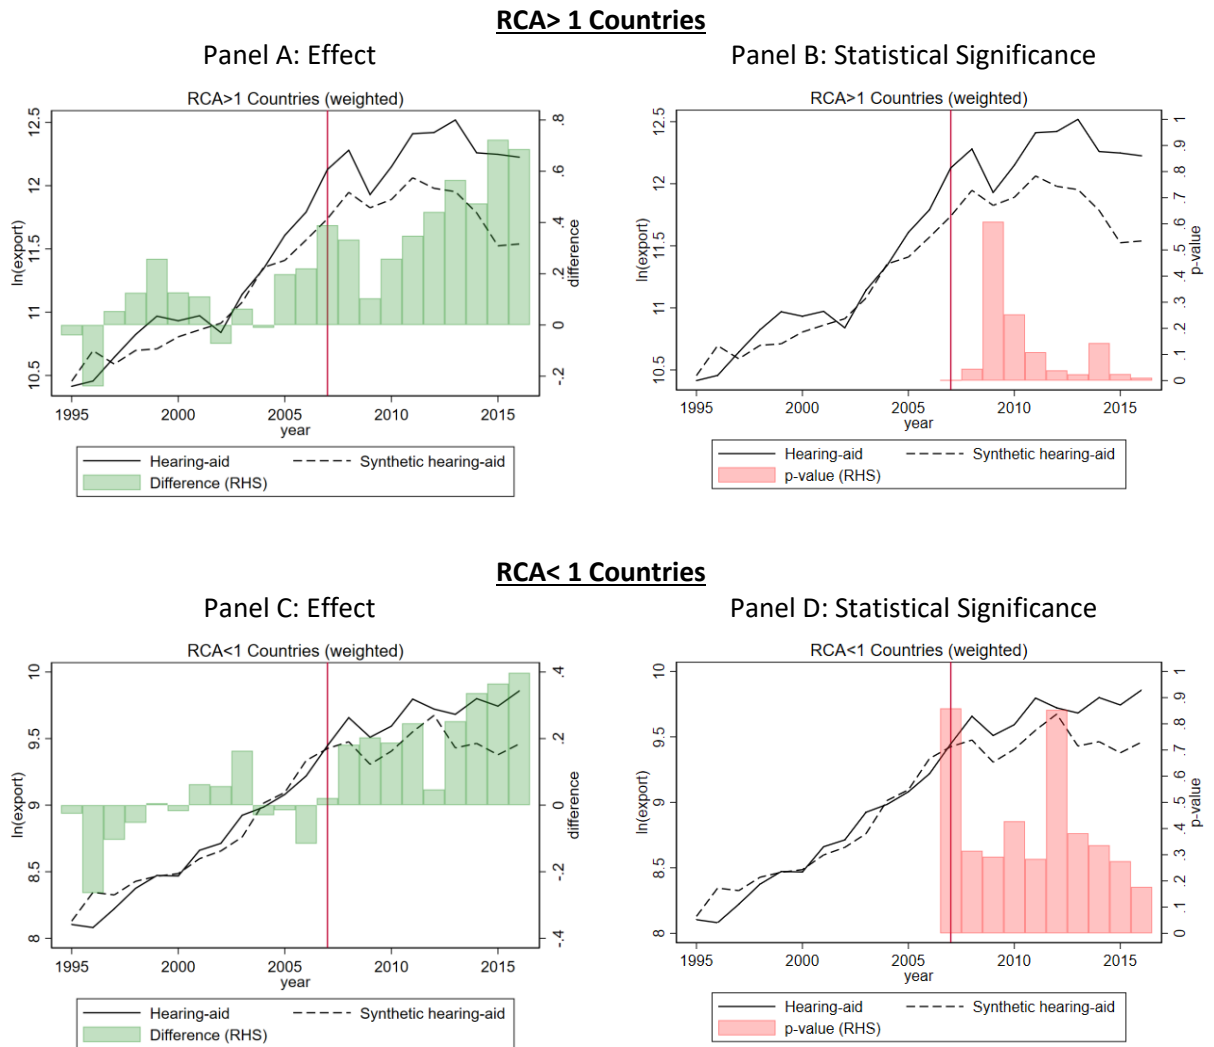 RCA> 1 Countries
Panel A: Effect
Panel B: Statistical Significance
RCA>1 Countries (weighted)
ln(export)
12.5
12
11.5
11
10.5
.8
.6
.4
.2
0
-.2
difference
1995 2000 2005 2010 2015
year
Hearing-aid Synthetic hearing-aid
Difference (RHS)
RCA>1 Countries (weighted)
ln(export)
12.5
12
11.5
11
10.5
1
.9
.8
.7
.6
.5
.4
.3
.2
.1
0
p-value
1995 2000 2005 2010 2015
year
Hearing-aid Synthetic hearing-aid
p-value (RHS)
RCA< 1 Countries
Panel C: Effect
Panel D: Statistical Significance
RCA<1 Countries (weighted)
ln(export)
10
9.5
9
8.5
8
.4
.2
0
-.2
-.4
difference
1995 2000 2005 2010 2015
year
Hearing-aid Synthetic hearing-aid
Difference (RHS)
RCA<1 Countries (weighted)
ln(export)
10
9.5
9
8.5
8
1
.9
.8
.7
.6
.5
.4
.3
.2
.1
0
p-value
1995 2000 2005 2010 2015
year
Hearing-aid Synthetic hearing-aid
p-value (RHS)